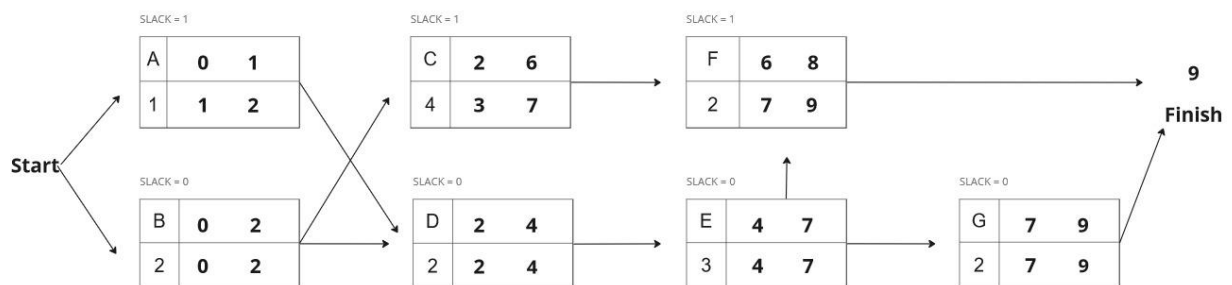 SLACK = 1
A 0 1
1 1 2
SLACK = 1
C 2 6
4 3 7
SLACK = 1
F 6 8
2 7 9
9
Finish
Start
SLACK = 0
B 0 2
2 0 2
SLACK = 0
D 2 4
2 2 4
SLACK = 0
E 4 7
3 4 7
SLACK = 0
G 7 9
2 7 9